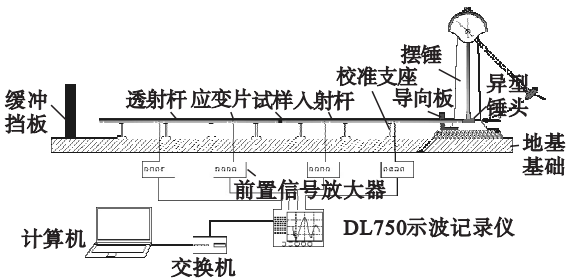 摆锤
校准支座
异型
锤头
导向板
透射杆 应变片 试样 入射杆
缓冲
挡板
地基
基础
前置信号放大器
DL750示波记录仪
计算机
交换机